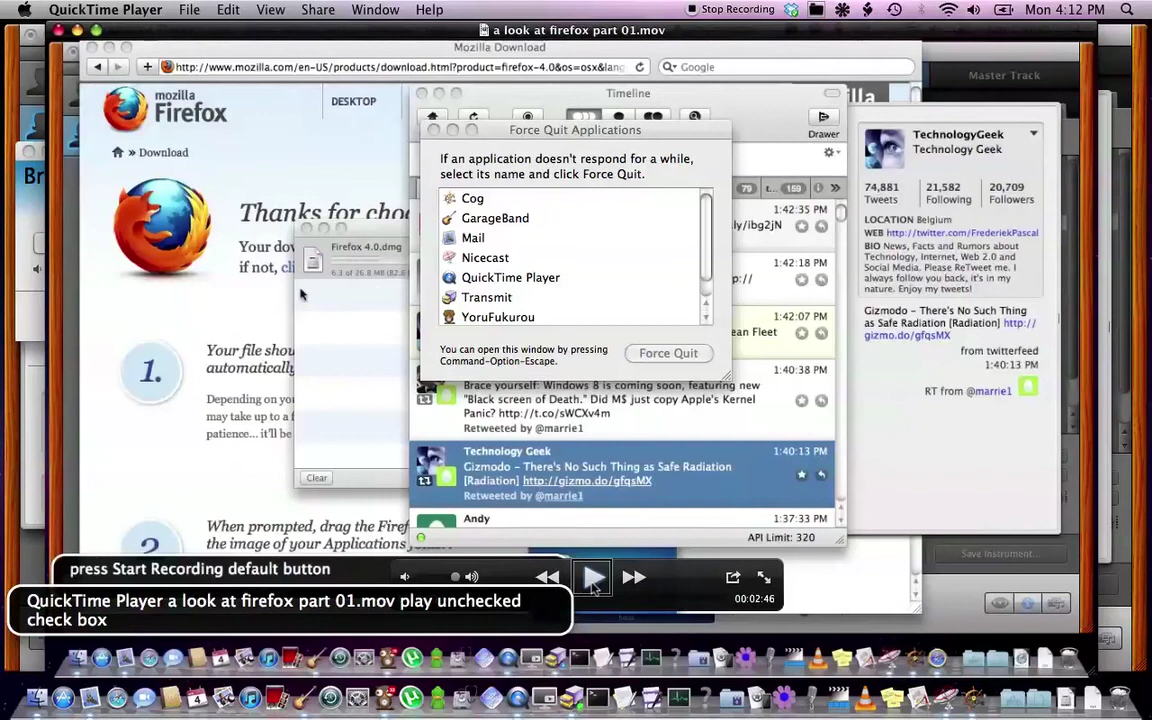 QuickTime Player File Edit View Share Window Help Stop Recording Mon 4:12 PM
a look at firefox part 01.mov
Mozilla Download
http://www.mozilla.com/en-US/products/download.html?product=firefox-4.0&os=osx&lang
Google
Master Track
mozilla
Firefox
DESKTOP
Timeline
Drawer
Download
Force Quit Applications
If an application doesn't respond for a while,
select its name and click Force Quit.
Cog
GarageBand
Mail
Nicecast
QuickTime Player
Transmit
YoruFukurou
You can open this window by pressing
Command-Option-Escape.
Force Quit
Thanks for choo
Your dow
if not, cli
Firefox 4.0.dmg
Clear
1.
Your file shou
automatically
Depending on you
may take up to a f
patience... it'll be
2
When prompted, drag the Firefo
the image of your Applications
79
159
1:42:35 PM
ly/ibg2jN
1:42:18 PM
p://
1:42:07 PM
ean Fleet
1:40:38 PM
Brace yourself: Windows 8 is coming soon, featuring new
"Black screen of Death." Did M$ just copy Apple's Kernel
Panic? http://t.co/sWCXv4m
Retweeted by @marrie1
Technology Geek 1:40:13 PM
Gizmodo - There's No Such Thing as Safe Radiation
[Radiation] http://gizmo.do/gfqsMX
Retweeted by @marrie1
Andy 1:37:33 PM
API Limit: 320
TechnologyGeek
Technology Geek
74,881 21,582 20,709
Tweets Following Followers
LOCATION Belgium
WEB http://twitter.com/FrederiekPascal
BIO News, Facts and Rumors about
Technology, Internet, Web 2.0 and
Social Media. Please ReTweet me. I
always follow you back, it's in my
nature. Enjoy my tweets!
Gizmodo - There's No Such Thing
as Safe Radiation [Radiation] http://
gizmo.do/gfqsMX
from twitterfeed
1:40:13 PM
RT from @marrie1
Save Instrument...
00:02:46
press Start Recording default button
QuickTime Player a look at firefox part 01.mov play unchecked
check box